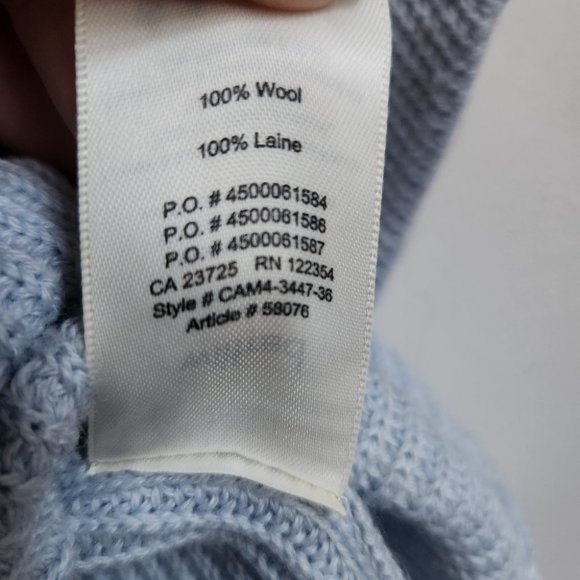 100% Wool
100% Laine
P.O. # 4500061584
P.O. # 4500061586
P.O. # 4500061587
CA 23725 RN 122354
Style # CAM4-3447-36
Article # 58076